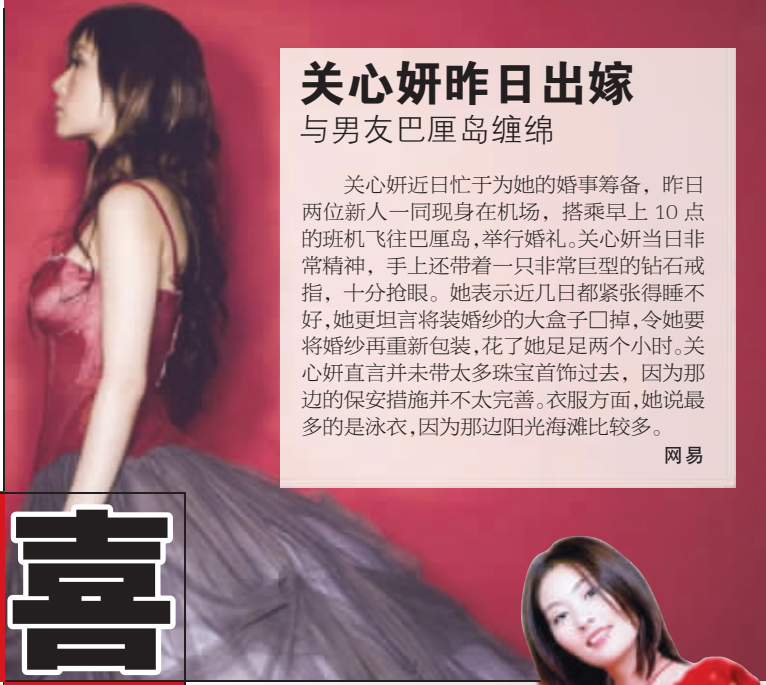 关心妍昨日出嫁
与男友巴厘岛缠绵
关心妍近日忙于为她的婚事筹备，昨日
两位新人一同现身在机场，搭乘早上 10 点
的班机飞往巴厘岛,举行婚礼。关心妍当日非
常精神，手上还带着一只非常巨型的钻石戒
指，十分抢眼。她表示近几日都紧张得睡不
好,她更坦言将装婚纱的大盒子□掉,令她要
将婚纱再重新包装,花了她足足两个小时。关
心妍直言并未带太多珠宝首饰过去，因为那
边的保安措施并不太完善。衣服方面,她说最
多的是泳衣,因为那边阳光海滩比较多。
网易
喜